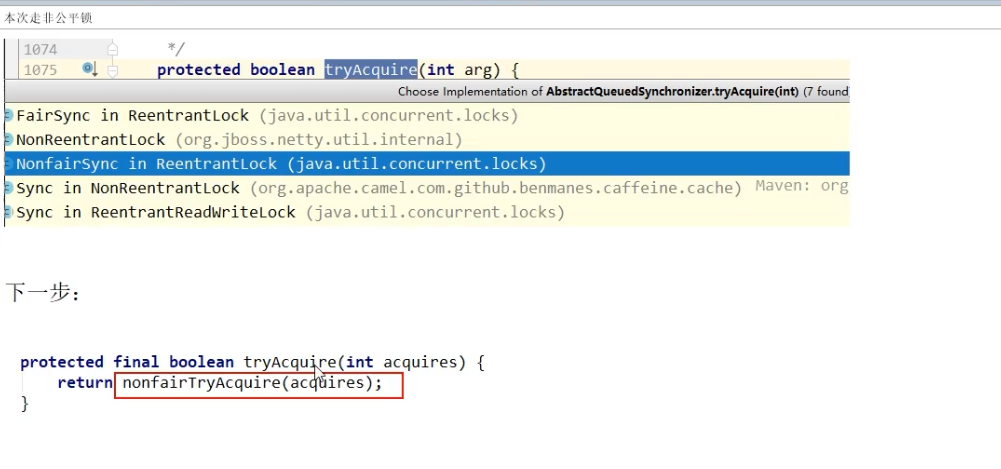 本次走非公平锁
1074 */
1075 protected boolean tryAcquire(int arg) {
Choose Implementation of AbstractQueuedSynchronizer.tryAcquire(int) (7 found
FairSync in ReentrantLock (java.util.concurrent.locks)
NonReentrantLock (org.jboss.netty.util.internal)
NonfairSync in ReentrantLock (java.util.concurrent.locks)
Sync in NonReentrantLock (org.apache.camel.com.github.benmanes.caffeine.cache) Maven: org
Sync in ReentrantReadWriteLock (java.util.concurrent.locks)
下一步：
protected final boolean tryAcquire(int acquires) {
return nonfairTryAcquire(acquires);
}